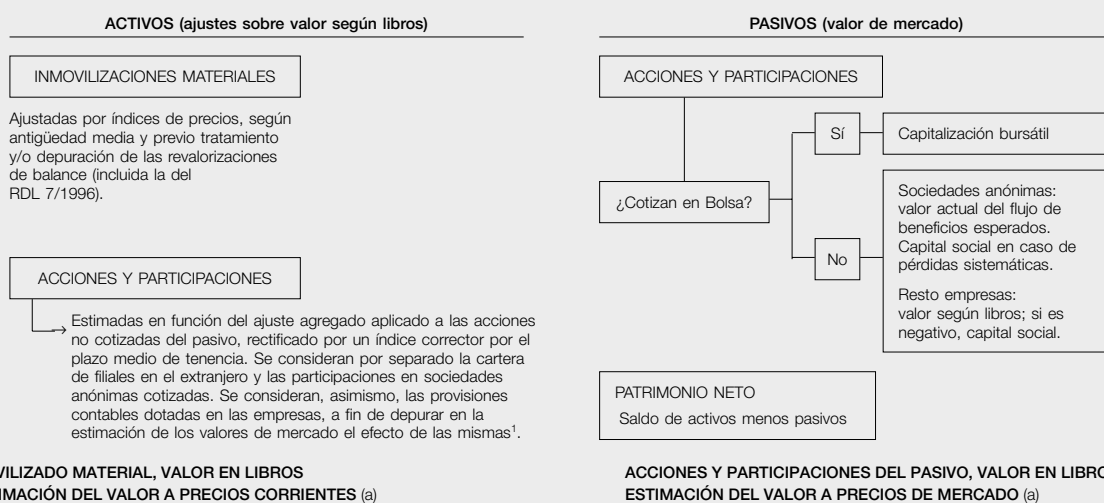 ACTIVOS (ajustes sobre valor según libros)
INMOVILIZACIONES MATERIALES
Ajustadas por índices de precios, según
antigüedad media y previo tratamiento
y/o depuración de las revalorizaciones
de balance (incluida la del
RDL 7/1996).
ACCIONES Y PARTICIPACIONES
Estimadas en función del ajuste agregado aplicado a las acciones
no cotizadas del pasivo, rectificado por un índice corrector por el
plazo medio de tenencia. Se consideran por separado la cartera
de filiales en el extranjero y las participaciones en sociedades
anónimas cotizadas. Se consideran, asimismo, las provisiones
contables dotadas en las empresas, a fin de depurar en la
estimación de los valores de mercado el efecto de las mismas¹.
PASIVOS (valor de mercado)
ACCIONES Y PARTICIPACIONES
¿Cotizan en Bolsa?
Sí
Capitalización bursátil
No
Sociedades anónimas:
valor actual del flujo de
beneficios esperados.
Capital social en caso de
pérdidas sistemáticas.
Resto empresas:
valor según libros; si es
negativo, capital social.
PATRIMONIO NETO
Saldo de activos menos pasivos
MATERIAL, VALOR EN LIBROS
DEL VALOR A PRECIOS CORRIENTES (a)
ACCIONES Y PARTICIPACIONES DEL PASIVO, VALOR EN
ESTIMACIÓN DEL VALOR A PRECIOS DE MERCADO (a)